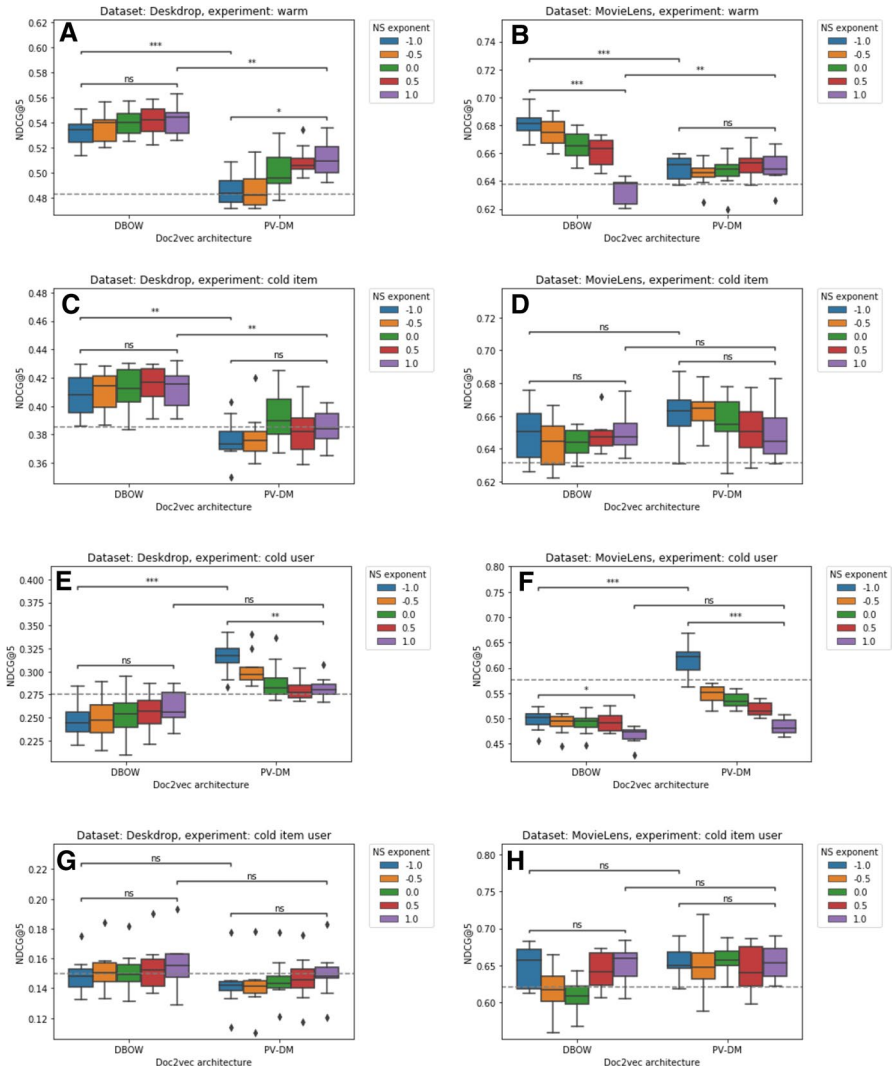 A
Dataset: Deskdrop, experiment: warm
NDCG@5
0.62
0.60
0.58
0.56
0.54
0.52
0.50
0.48
***
**
ns
*
DBOW
PV-DM
Doc2vec architecture
NS exponent
-1.0
-0.5
0.0
0.5
1.0
B
Dataset: MovieLens, experiment: warm
NDCG@5
0.74
0.72
0.70
0.68
0.66
0.64
0.62
***
**
***
ns
DBOW
PV-DM
Doc2vec architecture
NS exponent
-1.0
-0.5
0.0
0.5
1.0
C
Dataset: Deskdrop, experiment: cold item
NDCG@5
0.48
0.46
0.44
0.42
0.40
0.38
0.36
**
**
ns
ns
DBOW
PV-DM
Doc2vec architecture
NS exponent
-1.0
-0.5
0.0
0.5
1.0
D
Dataset: MovieLens, experiment: cold item
NDCG@5
0.72
0.70
0.68
0.66
0.64
0.62
ns
ns
ns
ns
DBOW
PV-DM
Doc2vec architecture
NS exponent
-1.0
-0.5
0.0
0.5
1.0
E
Dataset: Deskdrop, experiment: cold user
NDCG@5
0.400
0.375
0.350
0.325
0.300
0.275
0.250
0.225
***
ns
**
ns
DBOW
PV-DM
Doc2vec architecture
NS exponent
-1.0
-0.5
0.0
0.5
1.0
F
Dataset: MovieLens, experiment: cold user
NDCG@5
0.80
0.75
0.70
0.65
0.60
0.55
0.50
0.45
***
ns
***
*
DBOW
PV-DM
Doc2vec architecture
NS exponent
-1.0
-0.5
0.0
0.5
1.0
G
Dataset: Deskdrop, experiment: cold item user
NDCG@5
0.22
0.20
0.18
0.16
0.14
0.12
ns
ns
ns
ns
DBOW
PV-DM
Doc2vec architecture
NS exponent
-1.0
-0.5
0.0
0.5
1.0
H
Dataset: MovieLens, experiment: cold item user
NDCG@5
0.80
0.75
0.70
0.65
0.60
ns
ns
ns
ns
DBOW
PV-DM
Doc2vec architecture
NS exponent
-1.0
-0.5
0.0
0.5
1.0